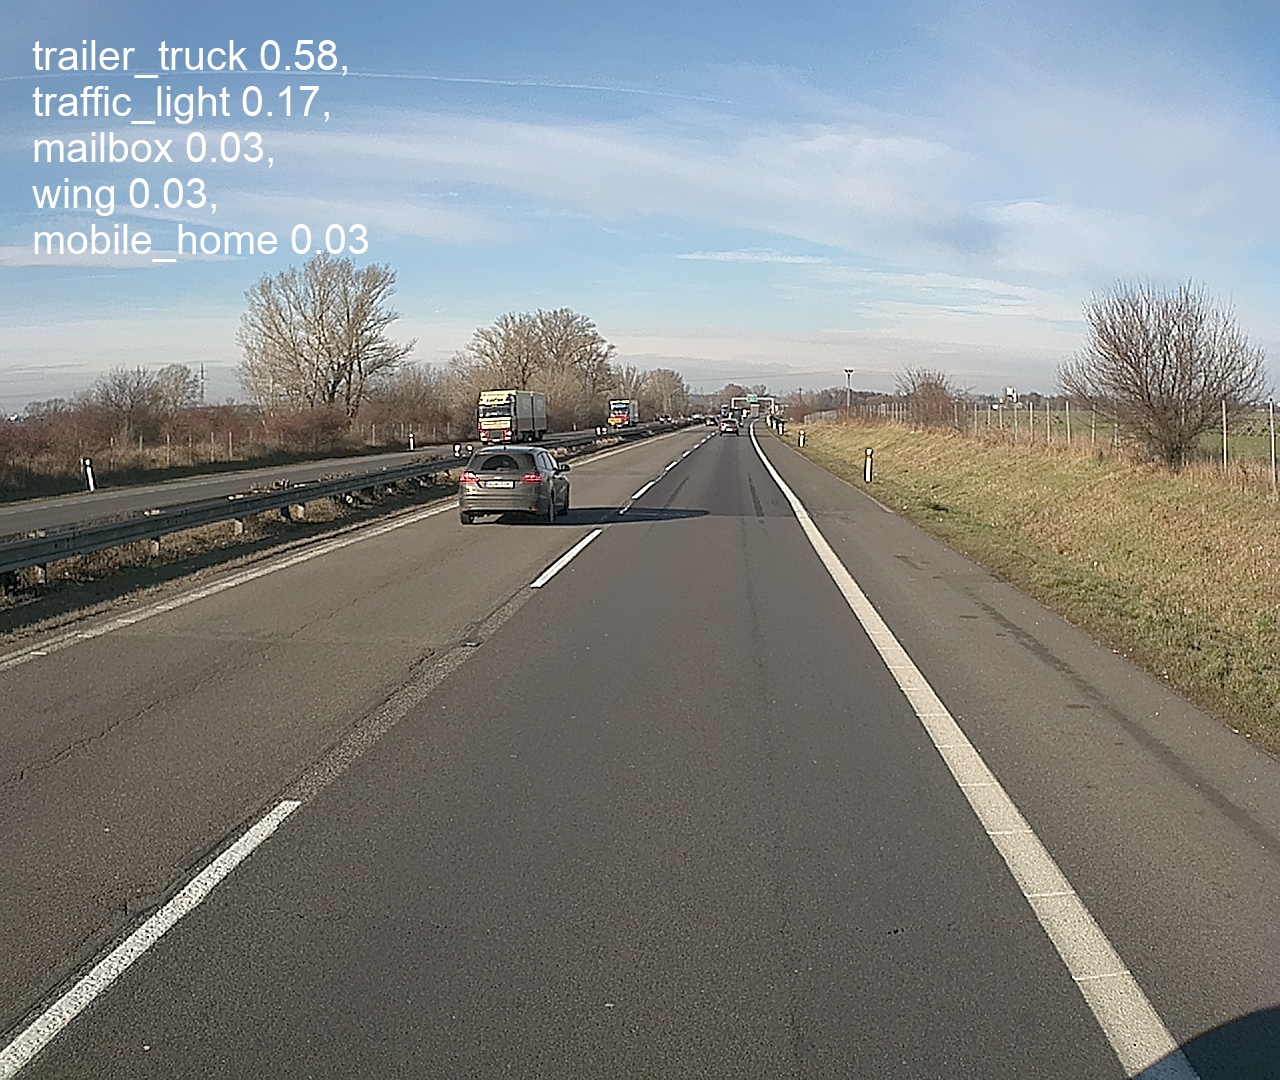 trailer_truck 0.58,
traffic_light 0.17,
mailbox 0.03,
wing 0.03,
mobile_home 0.03